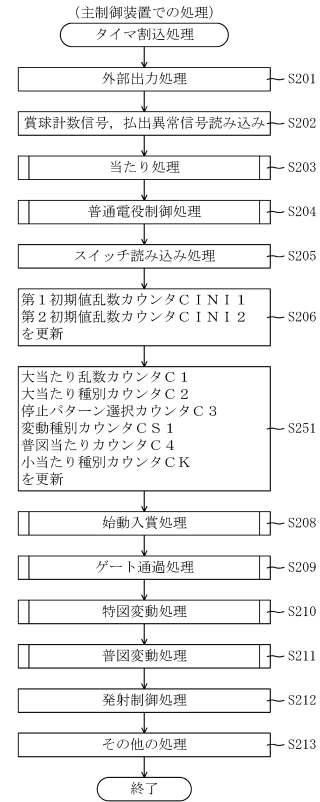 (主制御装置での処理)
タイマ割込処理
外部出力処理 S201
賞球計数信号，払出異常信号読み込み S202
当たり処理 S203
普通電役制御処理 S204
スイッチ読み込み処理 S205
第１初期値乱数カウンタＣＩＮＩ１
第２初期値乱数カウンタＣＩＮＩ２
を更新
S206
大当たり乱数カウンタＣ１
大当たり種別カウンタＣ２
停止パターン選択カウンタＣ３
変動種別カウンタＣＳ１
普図当たりカウンタＣ４
小当たり種別カウンタＣＫ
を更新
S251
始動入賞処理 S208
ゲート通過処理 S209
特図変動処理 S210
普図変動処理 S211
発射制御処理 S212
その他の処理 S213
終了